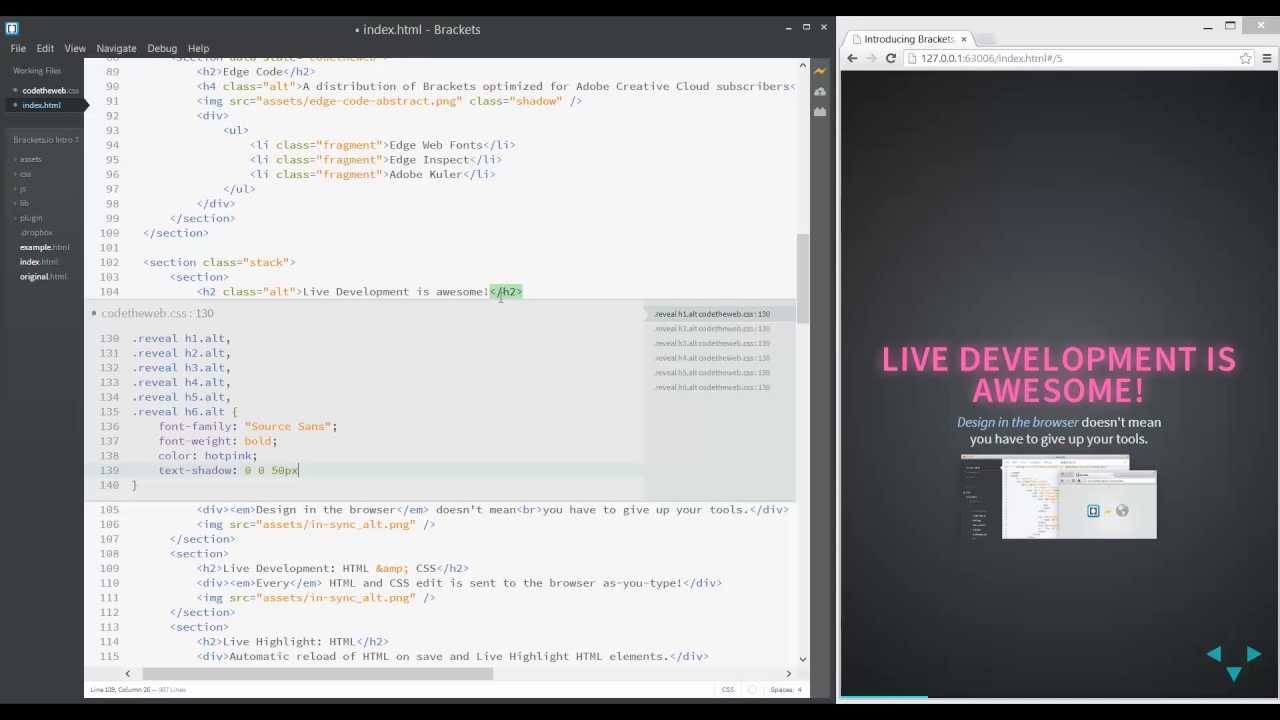 • index.html - Brackets
File Edit View Navigate Debug Help
Working Files
codetheweb.css
index.html
Brackets.io Intro ?
assets
css
js
lib
plugin
.dropbox
example.html
index.html
original.html
89 <h2>Edge Code</h2>
90 <h4 class="alt">A distribution of Brackets optimized for Adobe Creative Cloud subscribers<
91 <img src="assets/edge-code-abstract.png" class="shadow" />
92 <div>
93 <ul>
94 <li class="fragment">Edge Web Fonts</li>
95 <li class="fragment">Edge Inspect</li>
96 <li class="fragment">Adobe Kuler</li>
97 </ul>
98 </div>
99 </section>
100 </section>
101
102 <section class="stack">
103 <section>
104 <h2 class="alt">Live Development is awesome!</h2>
codetheweb.css : 130
130 .reveal h1.alt,
131 .reveal h2.alt,
132 .reveal h3.alt,
133 .reveal h4.alt,
134 .reveal h5.alt,
135 .reveal h6.alt {
136 font-family: "Source Sans";
137 font-weight: bold;
138 color: hotpink;
139 text-shadow: 0 0 50px
140 }
.reveal h1.alt codetheweb.css : 130
.reveal h2.alt codetheweb.css : 130
.reveal h3.alt codetheweb.css : 130
.reveal h4.alt codetheweb.css : 130
.reveal h5.alt codetheweb.css : 130
.reveal h6.alt codetheweb.css : 130
105 <div><em>Design in the browser</em> doesn't mean<br>you have to give up your tools.</div>
106 <img src="assets/in-sync_alt.png" />
107 </section>
108 <section>
109 <h2>Live Development: HTML &amp; CSS</h2>
110 <div><em>Every</em> HTML and CSS edit is sent to the browser as-you-type!</div>
111 <img src="assets/in-sync_alt.png" />
112 </section>
113 <section>
114 <h2>Live Highlight: HTML</h2>
115 <div>Automatic reload of HTML on save and Live Highlight HTML elements.</div>
Line 139, Column 26 — 987 Lines
CSS
Spaces: 4
Introducing Brackets
127.0.0.1:63006/index.html#/5
LIVE DEVELOPMENT IS
AWESOME!
Design in the browser doesn't mean
you have to give up your tools.